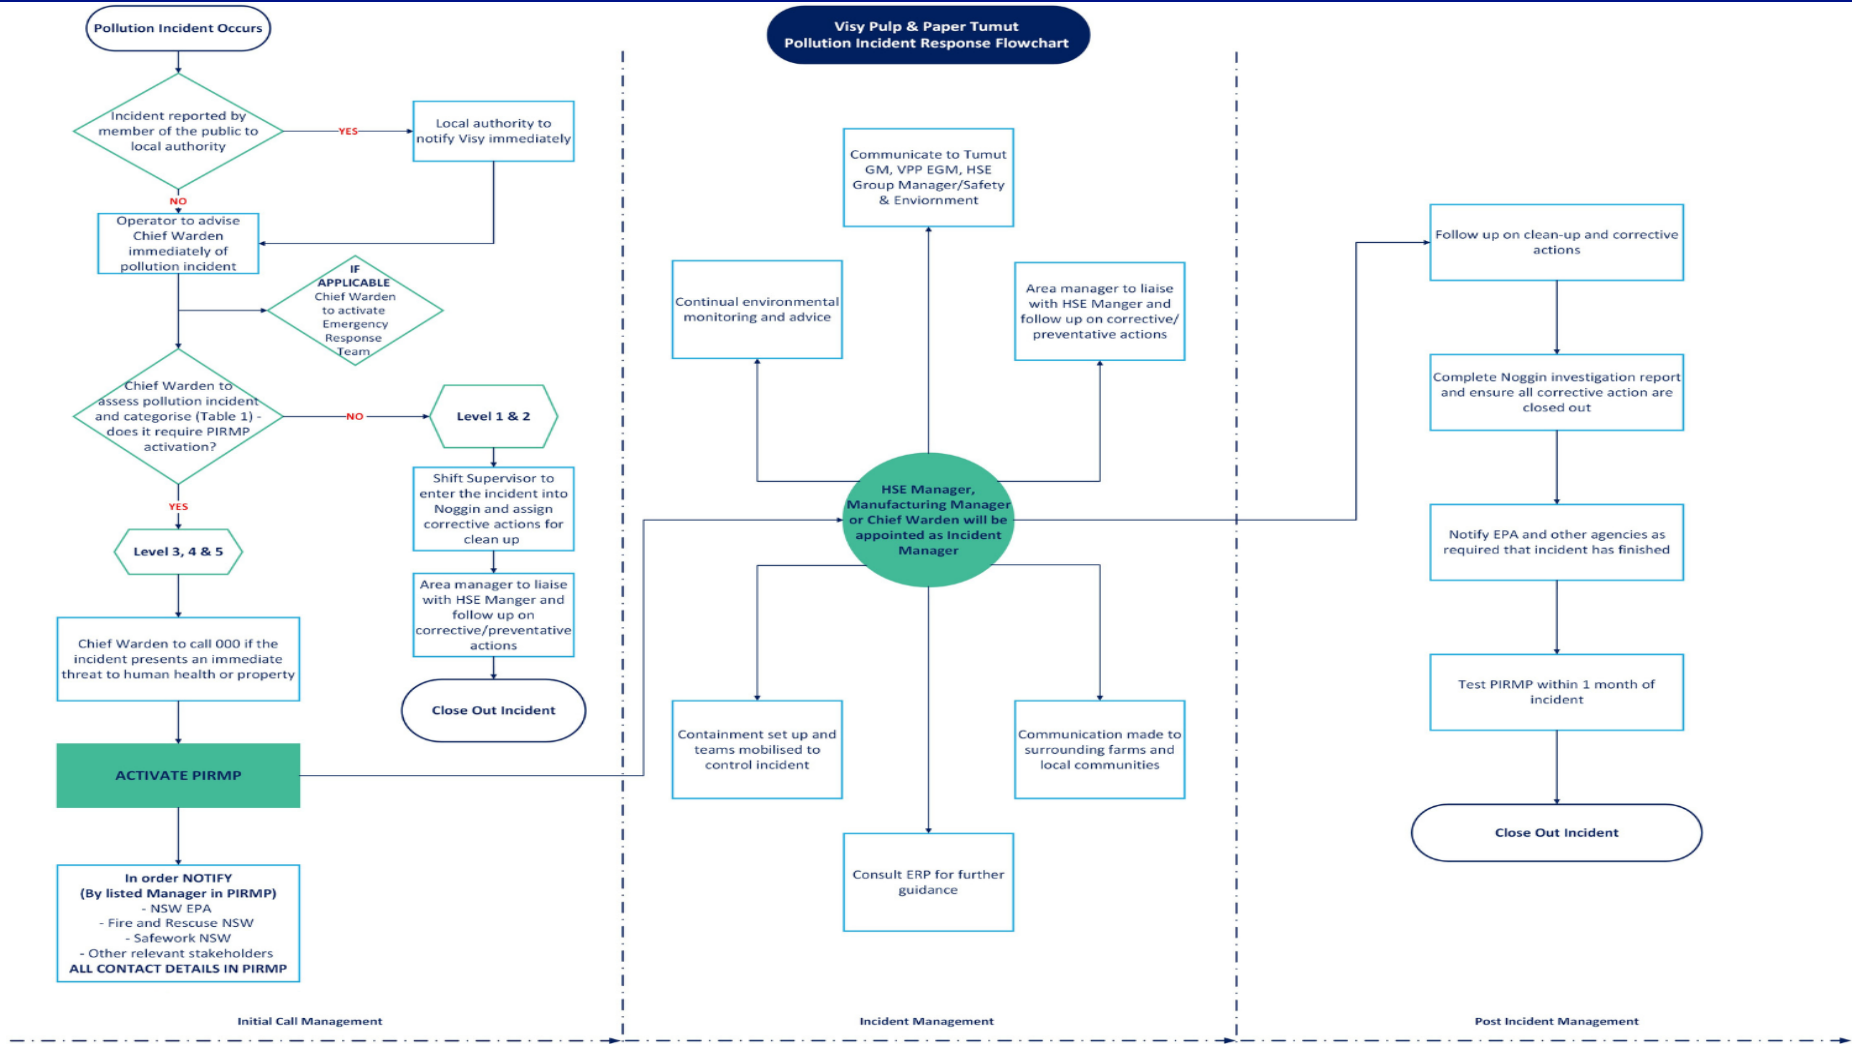 Pollution Incident Occurs
Visy Pulp & Paper Tumut
Pollution Incident Response Flowchart
Incident reported by
member of the public to
local authority
YES
Local authority to
notify Visy immediately
NO
Operator to advise
Chief Warden
immediately of
pollution incident
IF
APPLICABLE
Chief Warden
to activate
Emergency
Response
Team
Chief Warden to
assess pollution incident
and categorise (Table 1) -
does it require PIRMP
activation?
NO
Level 1 & 2
Shift Supervisor to
enter the incident into
Noggin and assign
corrective actions for
clean up
Area manager to liaise
with HSE Manger and
follow up on
corrective/preventative
actions
Close Out Incident
YES
Level 3, 4 & 5
Chief Warden to call 000 if the
incident presents an immediate
threat to human health or property
ACTIVATE PIRMP
In order NOTIFY
(By listed Manager in PIRMP)
- NSW EPA
- Fire and Rescuse NSW
- Safework NSW
- Other relevant stakeholders
ALL CONTACT DETAILS IN PIRMP
Initial Call Management
Communicate to Tumut
GM, VPP EGM, HSE
Group Manager/Safety
& Enviornment
Continual environmental
monitoring and advice
Area manager to liaise
with HSE Manger and
follow up on corrective/
preventative actions
HSE Manager,
Manufacturing Manager
or Chief Warden will be
appointed as Incident
Manager
Containment set up and
teams mobilised to
control incident
Communication made to
surrounding farms and
local communities
Consult ERP for further
guidance
Incident Management
Follow up on clean-up and corrective
actions
Complete Noggin investigation report
and ensure all corrective action are
closed out
Notify EPA and other agencies as
required that incident has finished
Test PIRMP within 1 month of
incident
Close Out Incident
Post Incident Management